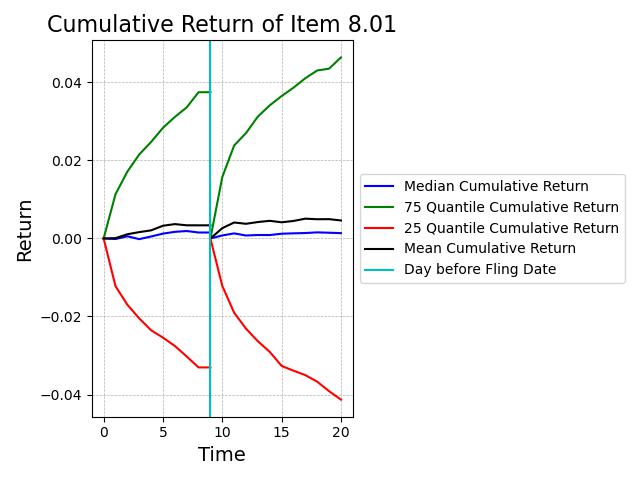 Cumulative Return of Item 8.01
Return
0.04
0.02
0.00
−0.02
−0.04
0
5
10
15
20
Time
Median Cumulative Return
75 Quantile Cumulative Return
25 Quantile Cumulative Return
Mean Cumulative Return
Day before Fling Date